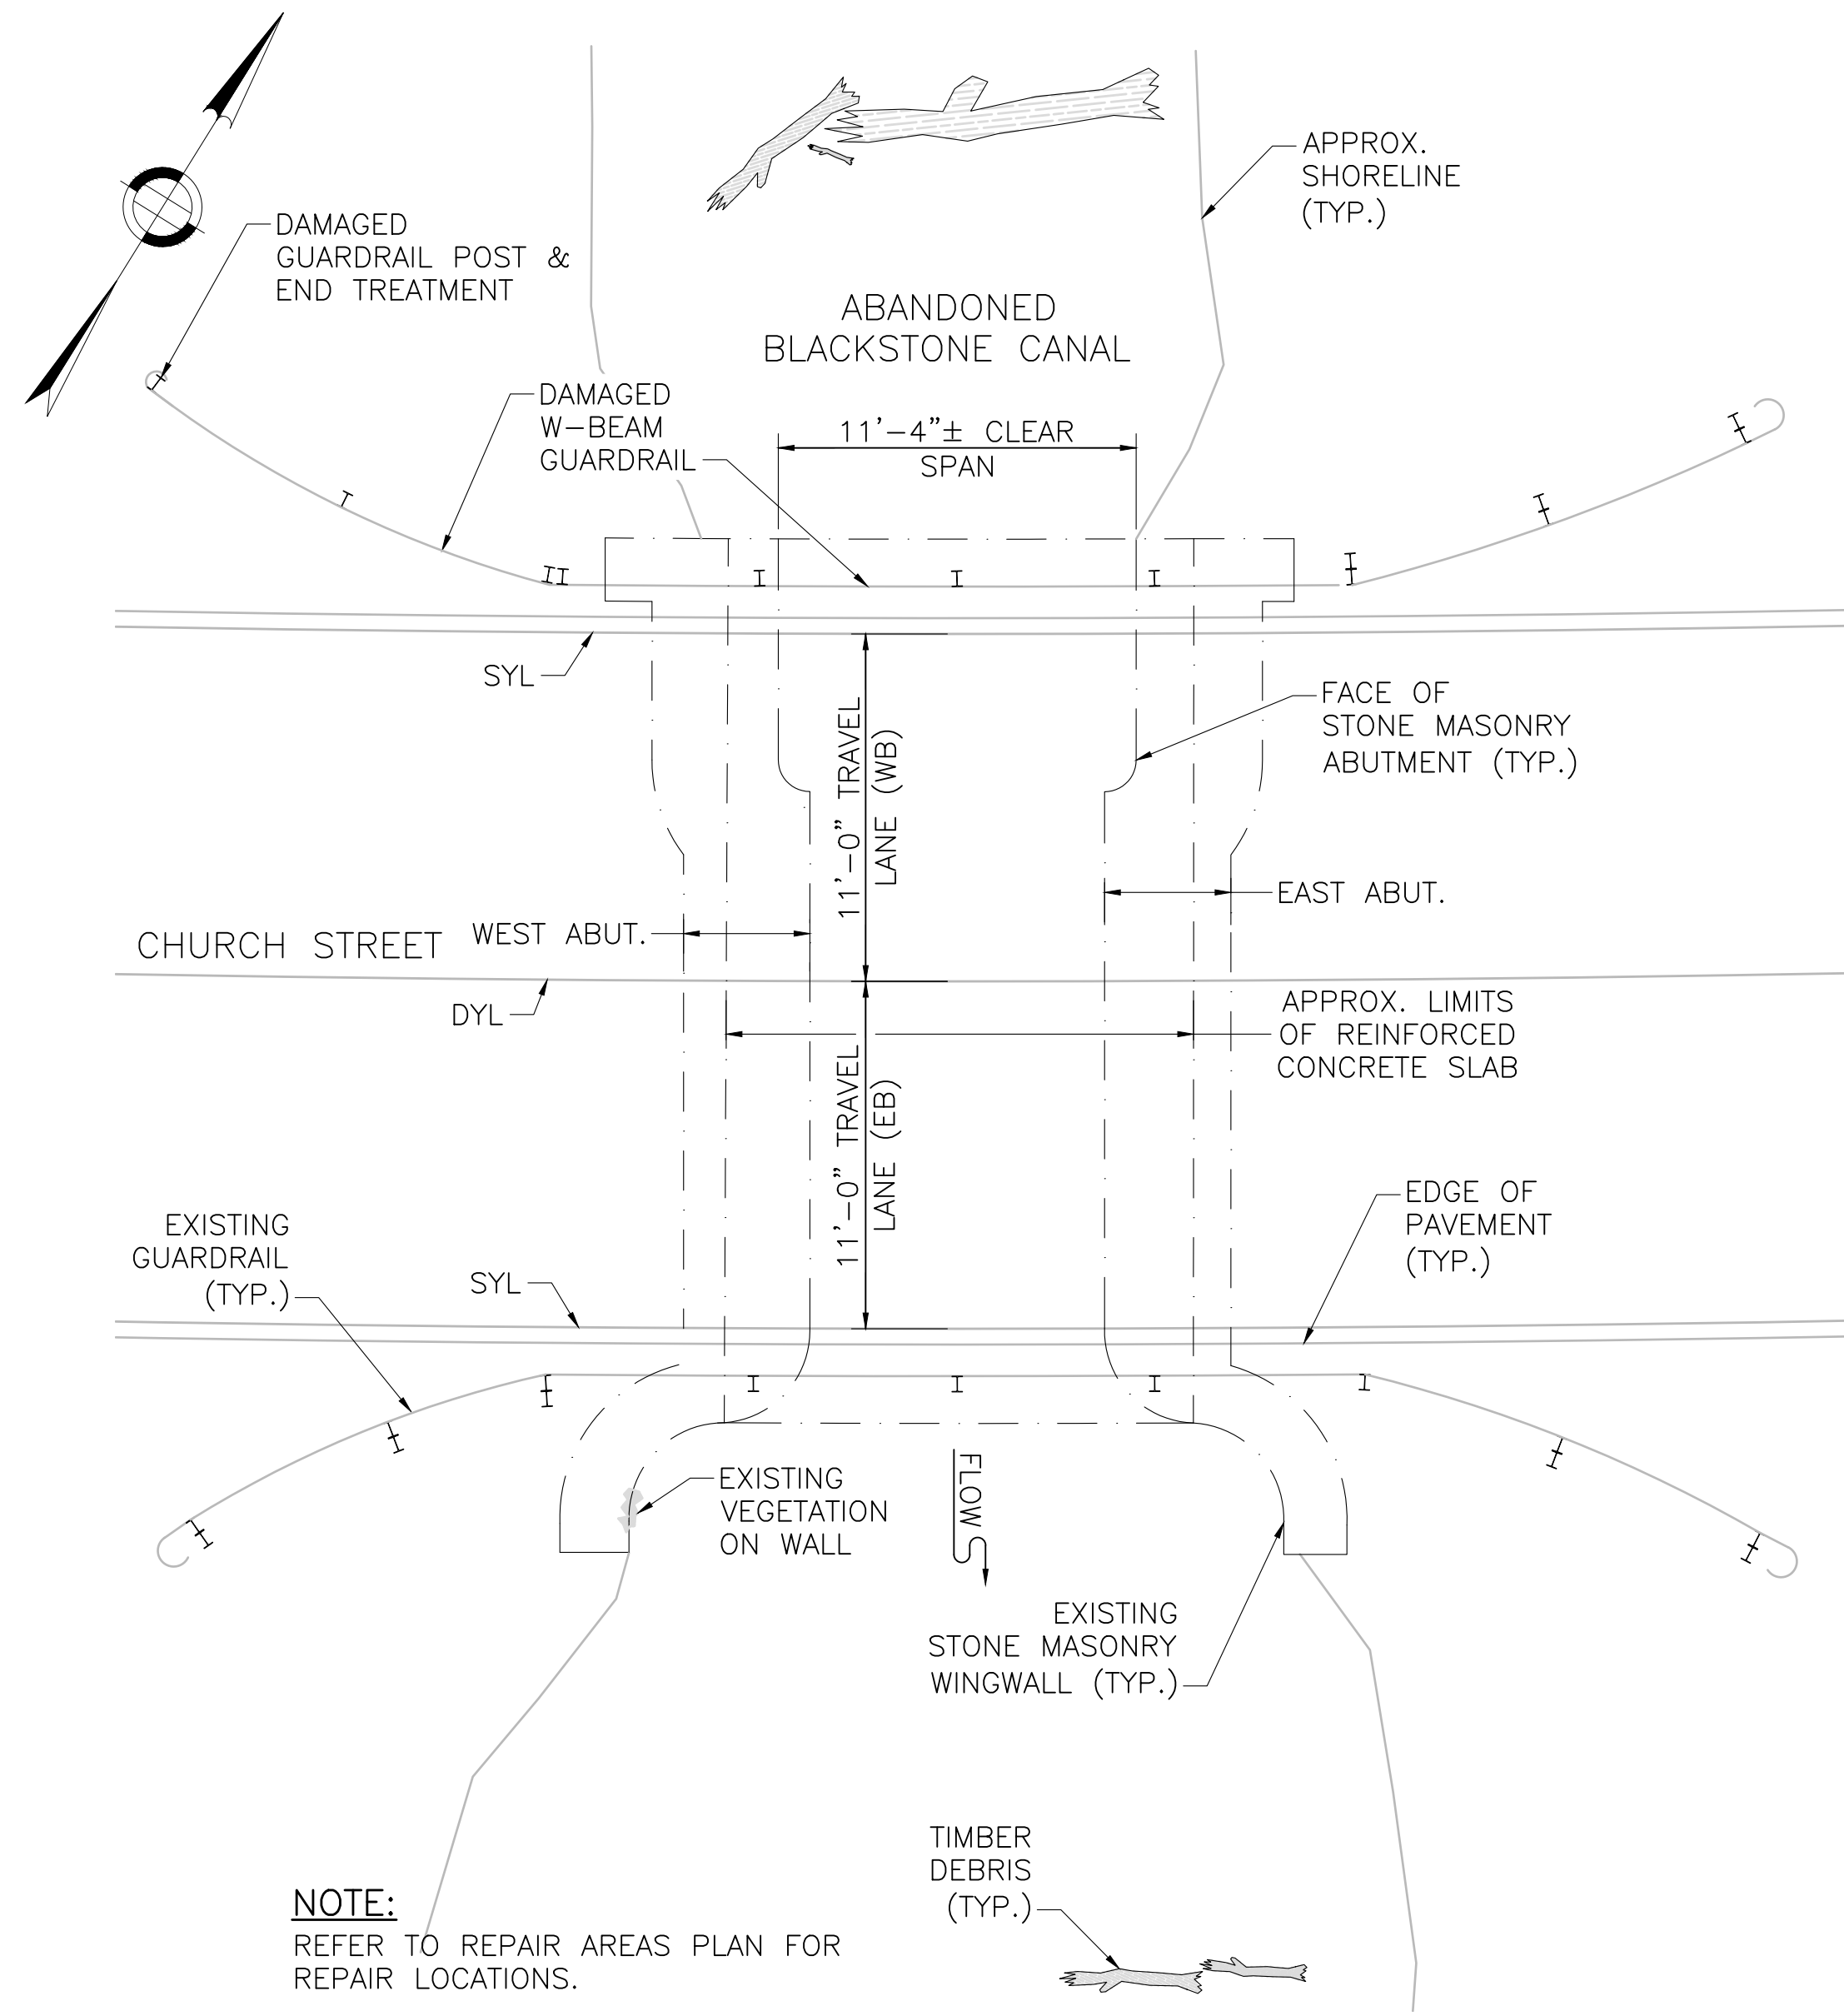 APPROX.
SHORELINE
(TYP.)
DAMAGED
GUARDRAIL POST &
END TREATMENT
ABANDONED
BLACKSTONE CANAL
DAMAGED
W-BEAM
GUARDRAIL
11'-4"± CLEAR
SPAN
SYL
FACE OF
STONE MASONRY
ABUTMENT (TYP.)
11'-0" TRAVEL
LANE (WB)
EAST ABUT.
CHURCH STREET
WEST ABUT.
DYL
APPROX. LIMITS
OF REINFORCED
CONCRETE SLAB
11'-0" TRAVEL
LANE (EB)
EDGE OF
PAVEMENT
(TYP.)
EXISTING
GUARDRAIL
(TYP.)
SYL
EXISTING
VEGETATION
ON WALL
FLOW
EXISTING
STONE MASONRY
WINGWALL (TYP.)
TIMBER
DEBRIS
(TYP.)
NOTE:
REFER TO REPAIR AREAS PLAN FOR
REPAIR LOCATIONS.